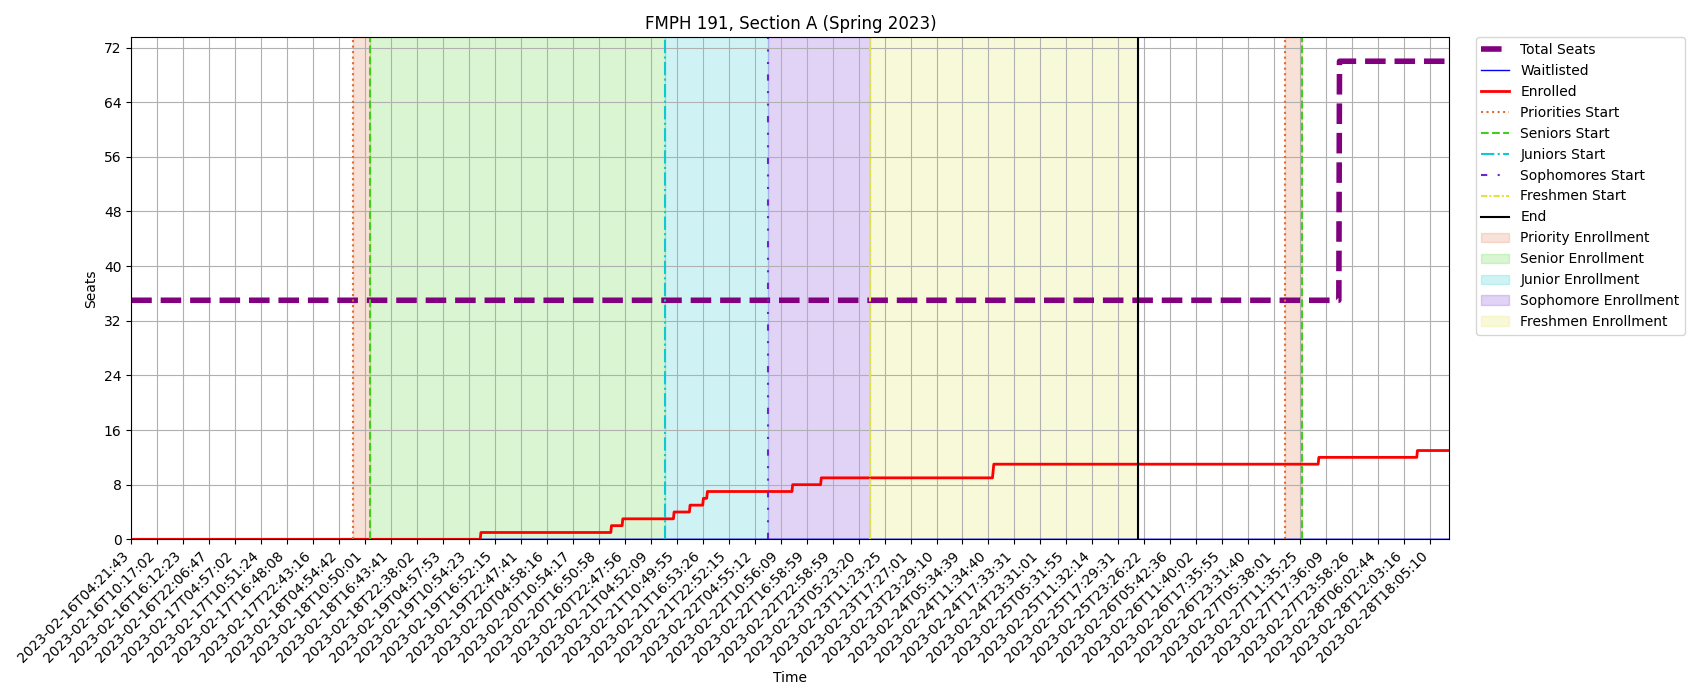 FMPH 191, Section A (Spring 2023)
72
64
56
48
40
32
24
16
8
0
Seats
2023-02-16T04:21:43
2023-02-16T10:17:02
2023-02-16T16:12:23
2023-02-16T22:06:47
2023-02-17T04:57:02
2023-02-17T10:51:24
2023-02-17T16:48:08
2023-02-17T22:43:16
2023-02-18T04:54:42
2023-02-18T10:50:01
2023-02-18T16:43:41
2023-02-18T22:38:02
2023-02-19T04:57:53
2023-02-19T10:54:23
2023-02-19T16:52:15
2023-02-19T22:47:41
2023-02-20T04:58:16
2023-02-20T10:54:17
2023-02-20T16:50:58
2023-02-20T22:47:56
2023-02-21T04:52:09
2023-02-21T10:49:55
2023-02-21T16:53:26
2023-02-21T22:52:15
2023-02-22T04:55:12
2023-02-22T10:56:09
2023-02-22T16:58:59
2023-02-22T22:58:59
2023-02-23T05:23:20
2023-02-23T11:23:25
2023-02-23T17:27:01
2023-02-23T23:29:10
2023-02-24T05:34:39
2023-02-24T11:34:40
2023-02-24T17:33:31
2023-02-24T23:31:01
2023-02-25T05:31:55
2023-02-25T11:32:14
2023-02-25T17:29:31
2023-02-25T23:26:22
2023-02-26T05:42:36
2023-02-26T11:40:02
2023-02-26T17:35:55
2023-02-26T23:31:40
2023-02-27T05:38:01
2023-02-27T11:35:25
2023-02-27T17:36:09
2023-02-27T23:58:26
2023-02-28T06:02:44
2023-02-28T12:03:16
2023-02-28T18:05:10
Time
Total Seats
Waitlisted
Enrolled
Priorities Start
Seniors Start
Juniors Start
Sophomores Start
Freshmen Start
End
Priority Enrollment
Senior Enrollment
Junior Enrollment
Sophomore Enrollment
Freshmen Enrollment